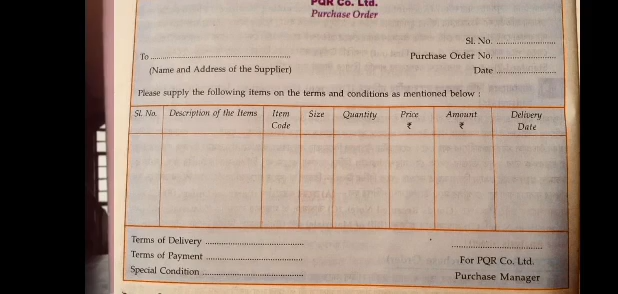 PQR Co. Ltd.
Purchase Order
Sl. No. ....................
To ..................................................
Purchase Order No. ....................
(Name and Address of the Supplier)
Date ....................
Please supply the following items on the terms and conditions as mentioned below :
Sl. No. Description of the Items Item Code Size Quantity Price ₹ Amount ₹ Delivery Date
Terms of Delivery ....................................
Terms of Payment ....................................
For PQR Co. Ltd.
Special Condition ....................................
Purchase Manager